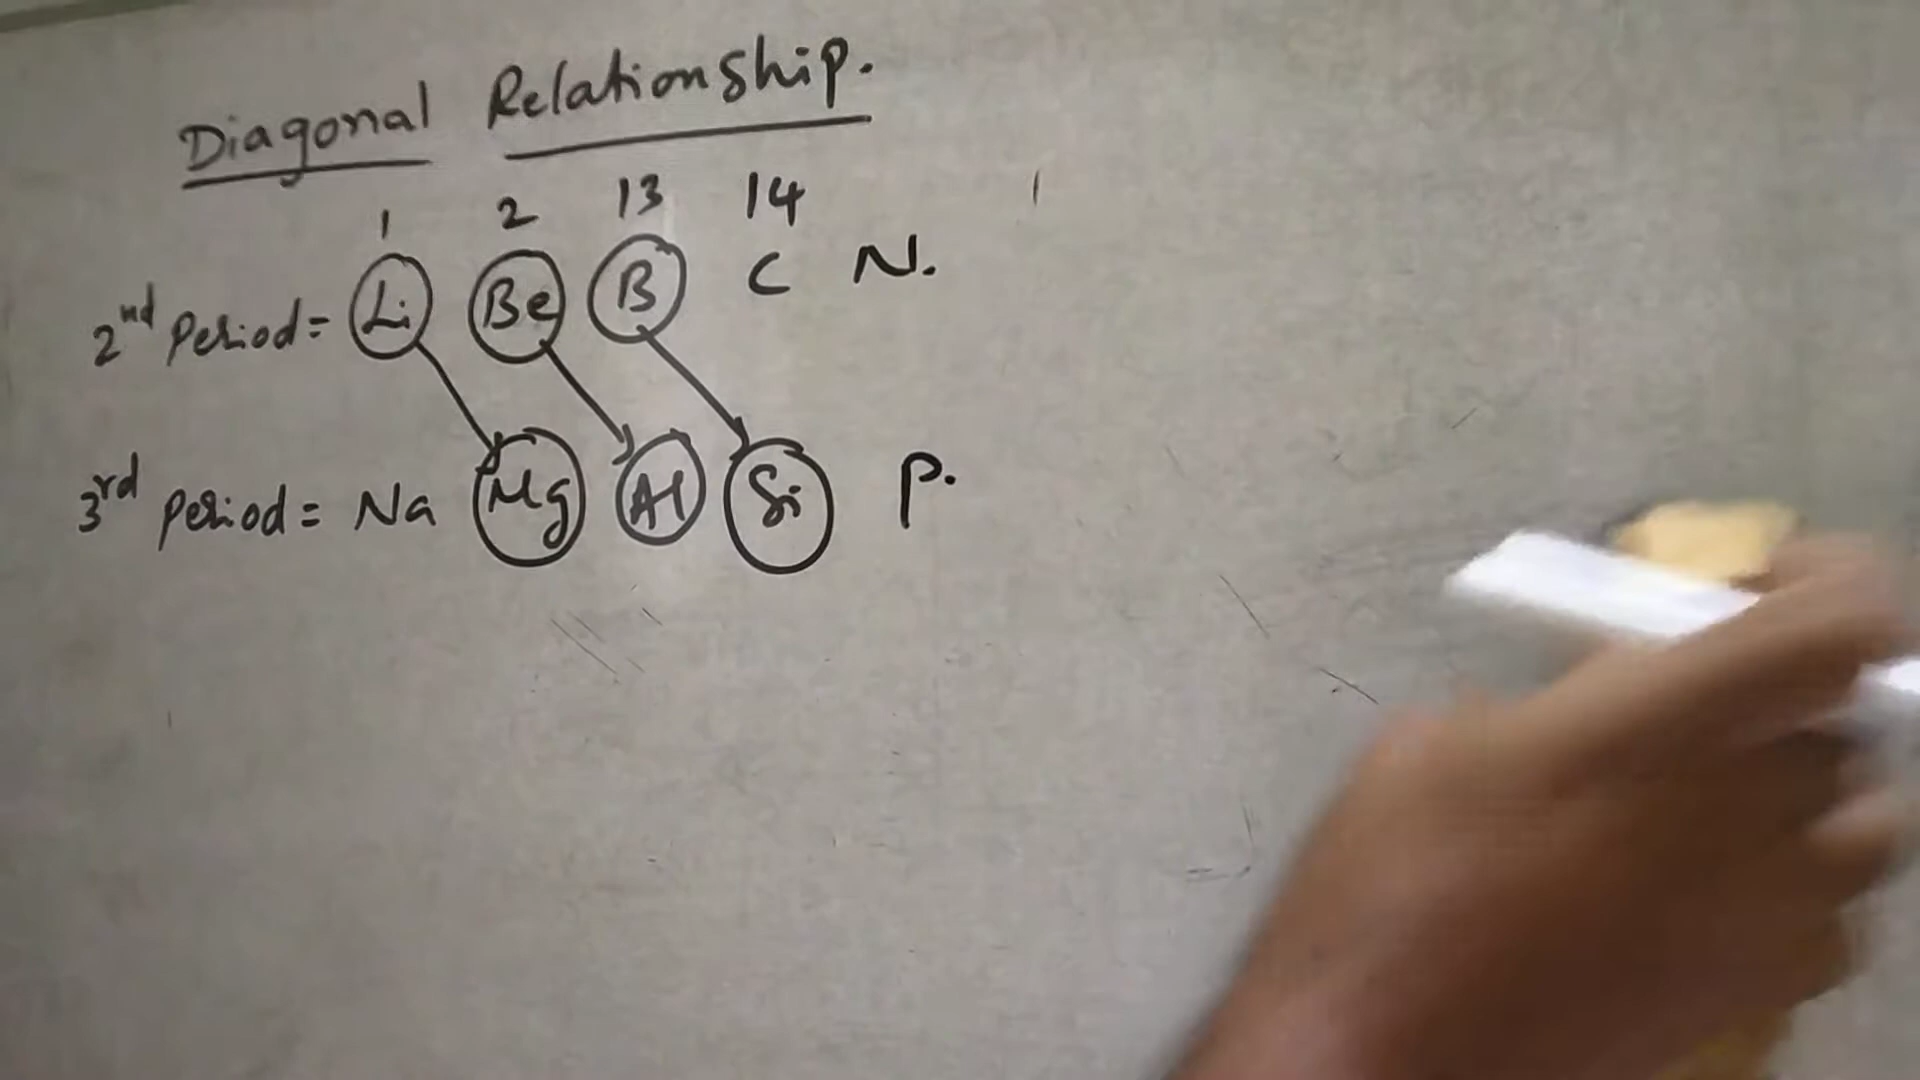 Diagonal Relationship.
1 2 13 14
2nd Period = Li Be B C N.
3rd period = Na Mg Al Si P.